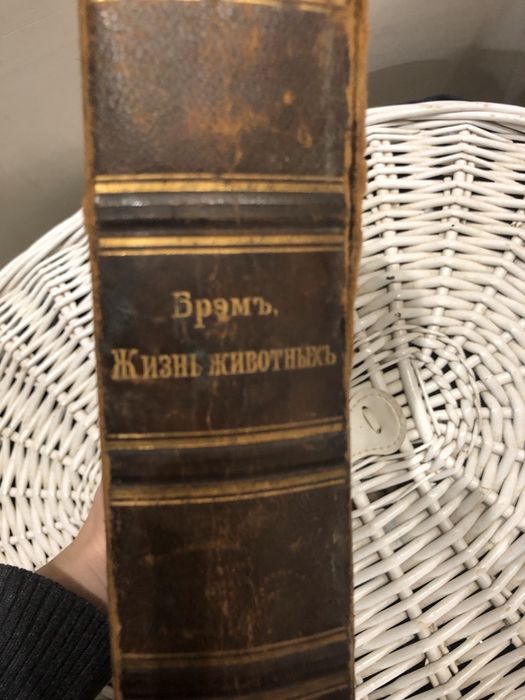 Брэмъ,
Жизнь животныхъ